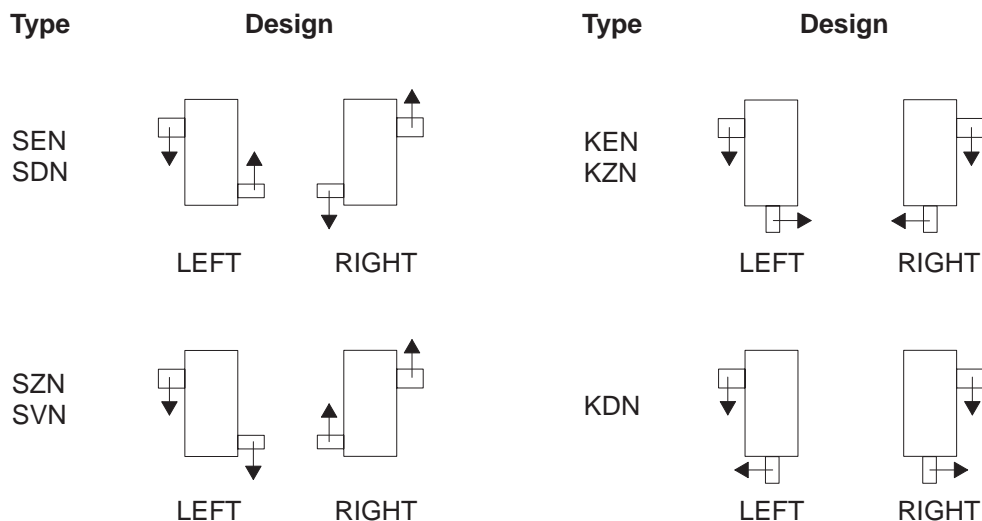 Type Design
SEN
SDN
LEFT RIGHT
SZN
SVN
LEFT RIGHT
Type Design
KEN
KZN
LEFT RIGHT
KDN
LEFT RIGHT